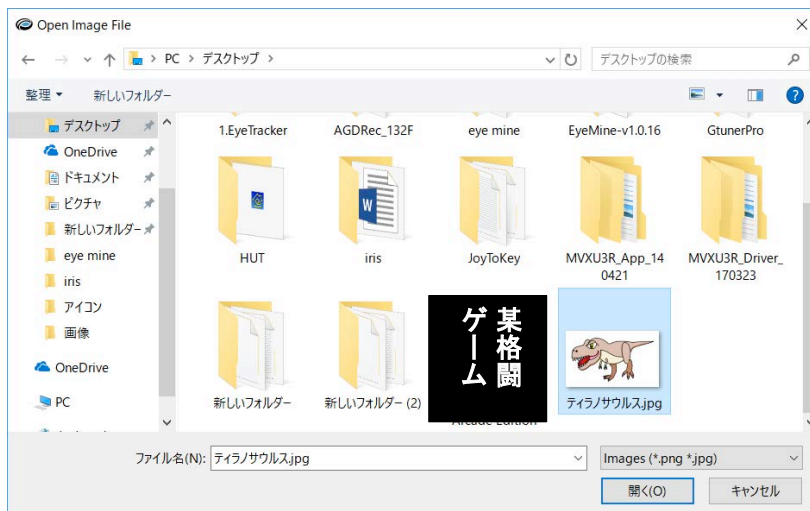 Open Image File
PC › デスクトップ ›
デスクトップの検索
整理
新しいフォルダー
デスクトップ
OneDrive
ドキュメント
ピクチャ
新しいフォルダー
eye mine
iris
アイコン
画像
OneDrive
PC
1.EyeTracker
AGDRec_132F
eye mine
EyeMine-v1.0.16
GtunerPro
W
HUT
iris
JoyToKey
MVXU3R_App_14
0421
MVXU3R_Driver_
170323
新しいフォルダー
新しいフォルダー (2)
某格闘
ゲーム
Arcade Edition
ティラノサウルス.jpg
ファイル名(N):
ティラノサウルス.jpg
Images (*.png *.jpg)
開く(O)
キャンセル